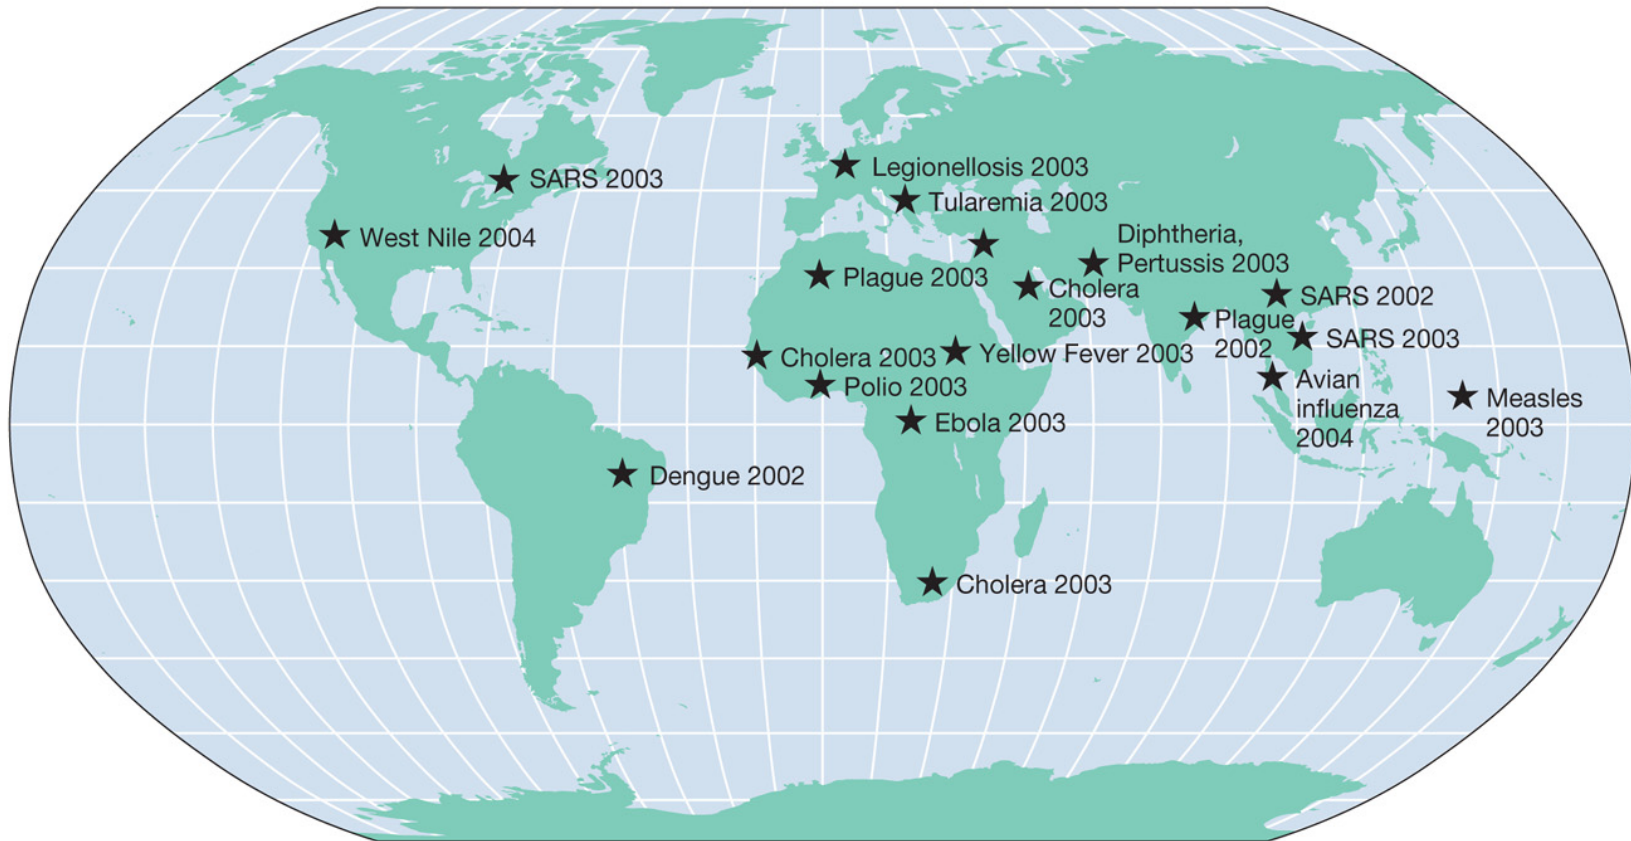 Legionellosis 2003
SARS 2003
Tularemia 2003
West Nile 2004
Diphtheria,
Pertussis 2003
Plague 2003
Cholera
2003
SARS 2002
Plague
2002
SARS 2003
Cholera 2003
Yellow Fever 2003
Polio 2003
Avian
influenza
2004
Measles
2003
Ebola 2003
Dengue 2002
Cholera 2003